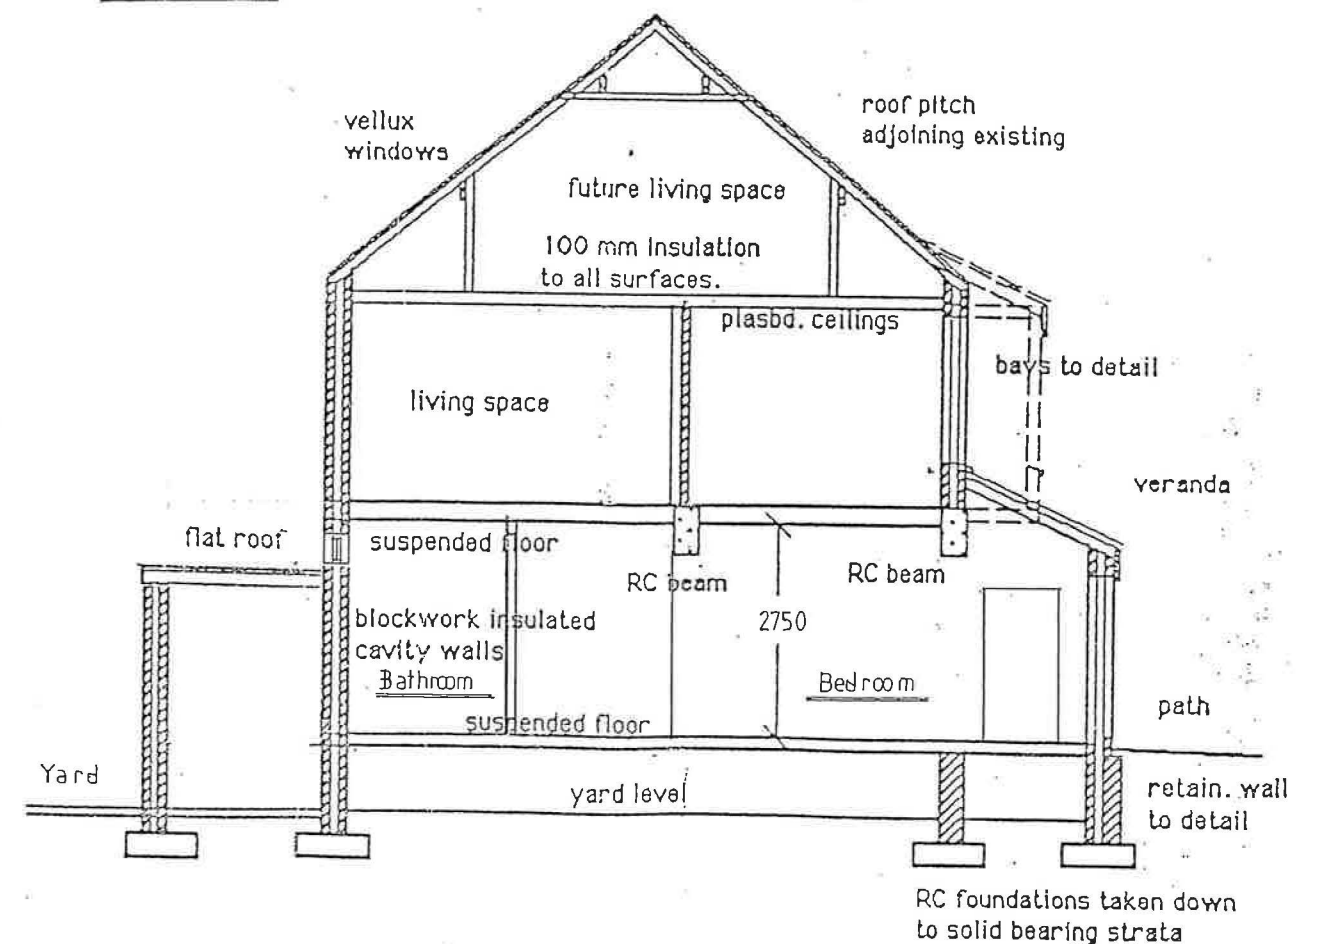 vellux
windows
roof pitch
adjoining existing
future living space
100 mm insulation
to all surfaces.
plasbd. ceilings
bays to detail
living space
veranda
flat roof
suspended floor
RC beam
RC beam
blockwork insulated
cavity walls
2750
Bathroom
Bedroom
suspended floor
path
Yard
yard level
retain. wall
to detail
RC foundations taken down
to solid bearing strata